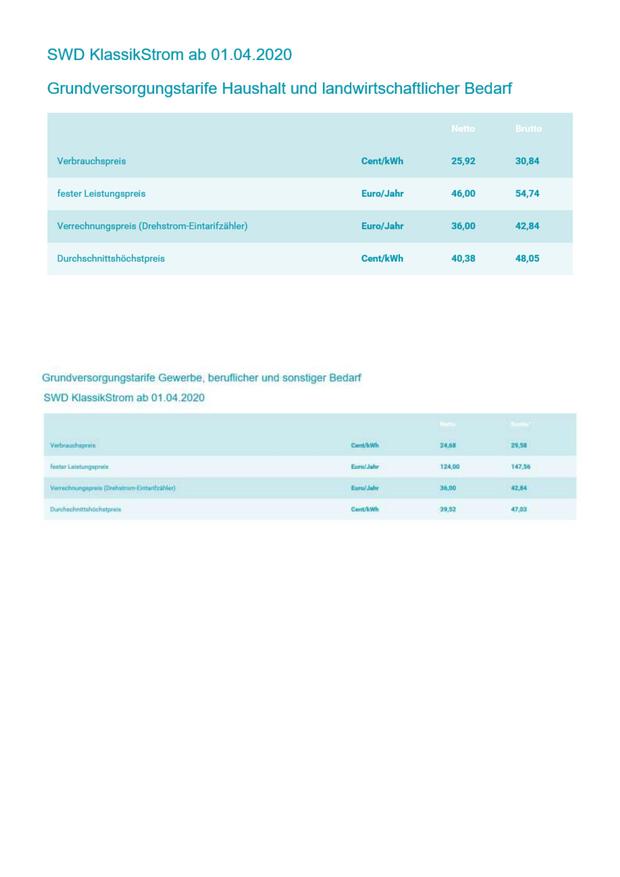 SWD KlassikStrom ab 01.04.2020
Grundversorgungstarife Haushalt und landwirtschaftlicher Bedarf
Netto Brutto
Verbrauchspreis Cent/kWh 25,92 30,84
fester Leistungspreis Euro/Jahr 46,00 54,74
Verrechnungspreis (Drehstrom-Eintarifzähler) Euro/Jahr 36,00 42,84
Durchschnittshöchstpreis Cent/kWh 40,38 48,05
Grundversorgungstarife Gewerbe, beruflicher und sonstiger Bedarf
SWD KlassikStrom ab 01.04.2020
Netto Brutto
Verbrauchspreis Cent/kWh 24,68 29,58
fester Leistungspreis Euro/Jahr 124,00 147,56
Verrechnungspreis (Drehstrom-Eintarifzähler) Euro/Jahr 36,00 42,84
Durchschnittshöchstpreis Cent/kWh 39,52 47,03